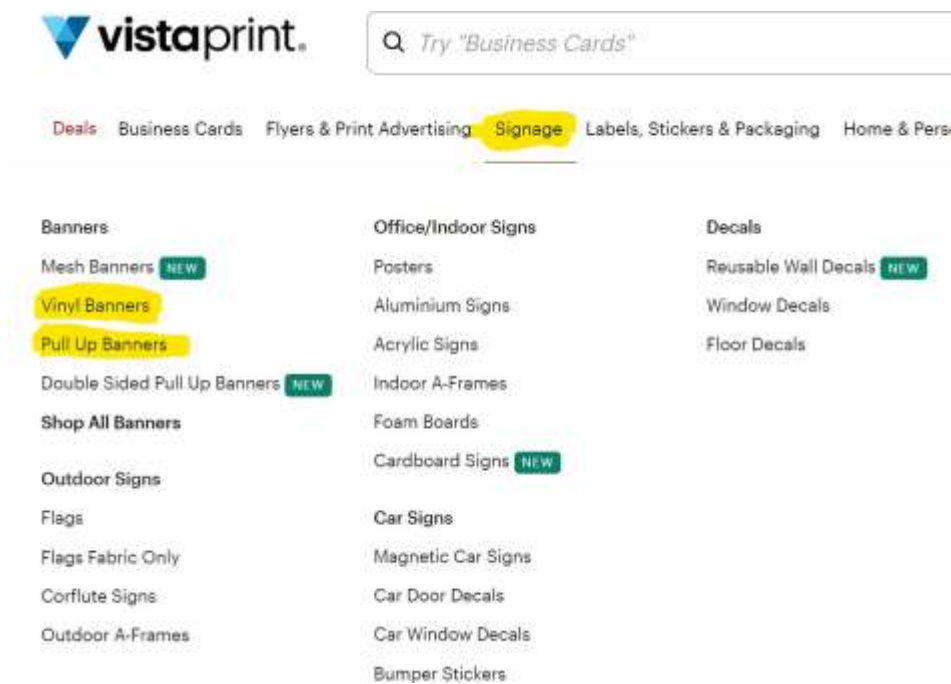 vistaprint.
Try "Business Cards"
Deals Business Cards Flyers & Print Advertising Signage Labels, Stickers & Packaging Home & Pers
Banners
Mesh Banners NEW
Vinyl Banners
Pull Up Banners
Double Sided Pull Up Banners NEW
Shop All Banners
Outdoor Signs
Flags
Flags Fabric Only
Corflute Signs
Outdoor A-Frames
Office/Indoor Signs
Posters
Aluminium Signs
Acrylic Signs
Indoor A-Frames
Foam Boards
Cardboard Signs NEW
Car Signs
Magnetic Car Signs
Car Door Decals
Car Window Decals
Bumper Stickers
Decals
Reusable Wall Decals NEW
Window Decals
Floor Decals